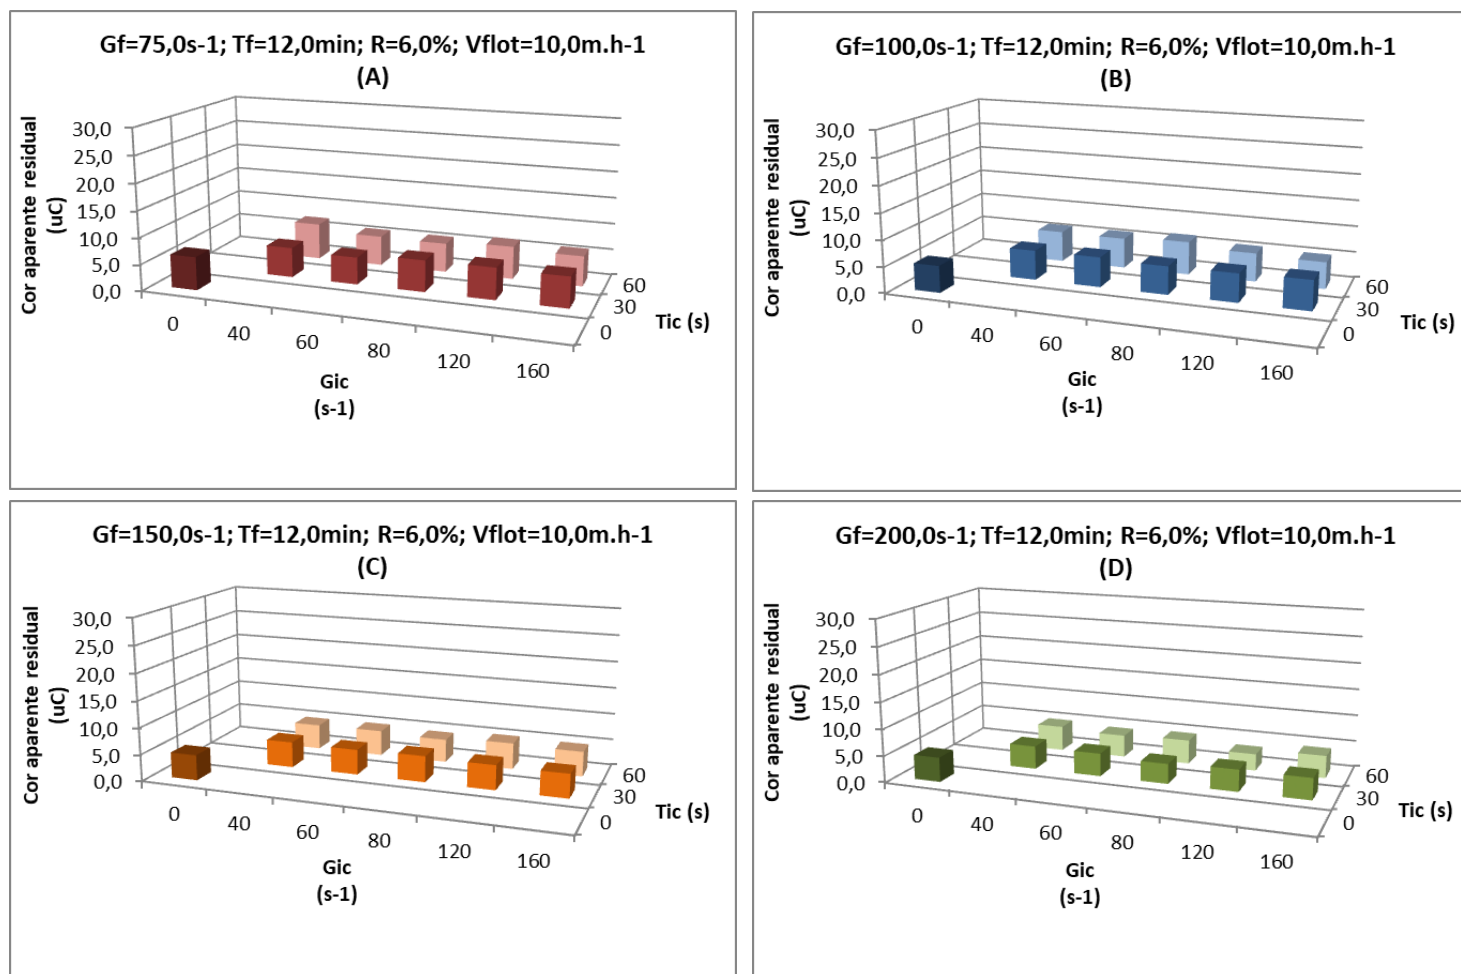 Gf=75,0s-1; Tf=12,0min; R=6,0%; Vflot=10,0m.h-1
(A)
Cor aparente residual
(uC)
30,0
25,0
20,0
15,0
10,0
5,0
0,0
0
40
60
80
120
160
Gic
(s-1)
60
30
0
Tic (s)
Gf=100,0s-1; Tf=12,0min; R=6,0%; Vflot=10,0m.h-1
(B)
Cor aparente residual
(uC)
30,0
25,0
20,0
15,0
10,0
5,0
0,0
0
40
60
80
120
160
Gic
(s-1)
60
30
0
Tic (s)
Gf=150,0s-1; Tf=12,0min; R=6,0%; Vflot=10,0m.h-1
(C)
Cor aparente residual
(uC)
30,0
25,0
20,0
15,0
10,0
5,0
0,0
0
40
60
80
120
160
Gic
(s-1)
60
30
0
Tic (s)
Gf=200,0s-1; Tf=12,0min; R=6,0%; Vflot=10,0m.h-1
(D)
Cor aparente residual
(uC)
30,0
25,0
20,0
15,0
10,0
5,0
0,0
0
40
60
80
120
160
Gic
(s-1)
60
30
0
Tic (s)